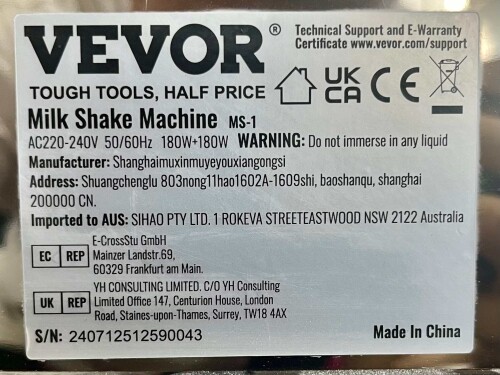 VEVOR®
TOUGH TOOLS, HALF PRICE
Technical Support and E-Warranty
Certificate www.vevor.com/support
UK
CA
CE
Milk Shake Machine MS-1
AC220-240V 50/60Hz 180W+180W WARNING: Do not immerse in any liquid
Manufacturer: Shanghaimuxinmuyeyouxiangongsi
Address: Shuangchenglu 803nong11hao1602A-1609shi, baoshanqu, shanghai
200000 CN.
Imported to AUS: SIHAO PTY LTD. 1 ROKEVA STREETEASTWOOD NSW 2122 Australia
EC REP
E-CrossStu GmbH
Mainzer Landstr.69,
60329 Frankfurt am Main.
UK REP
YH CONSULTING LIMITED. C/O YH Consulting
Limited Office 147, Centurion House, London
Road, Staines-upon-Thames, Surrey, TW18 4AX
S/N: 240712512590043
Made In China